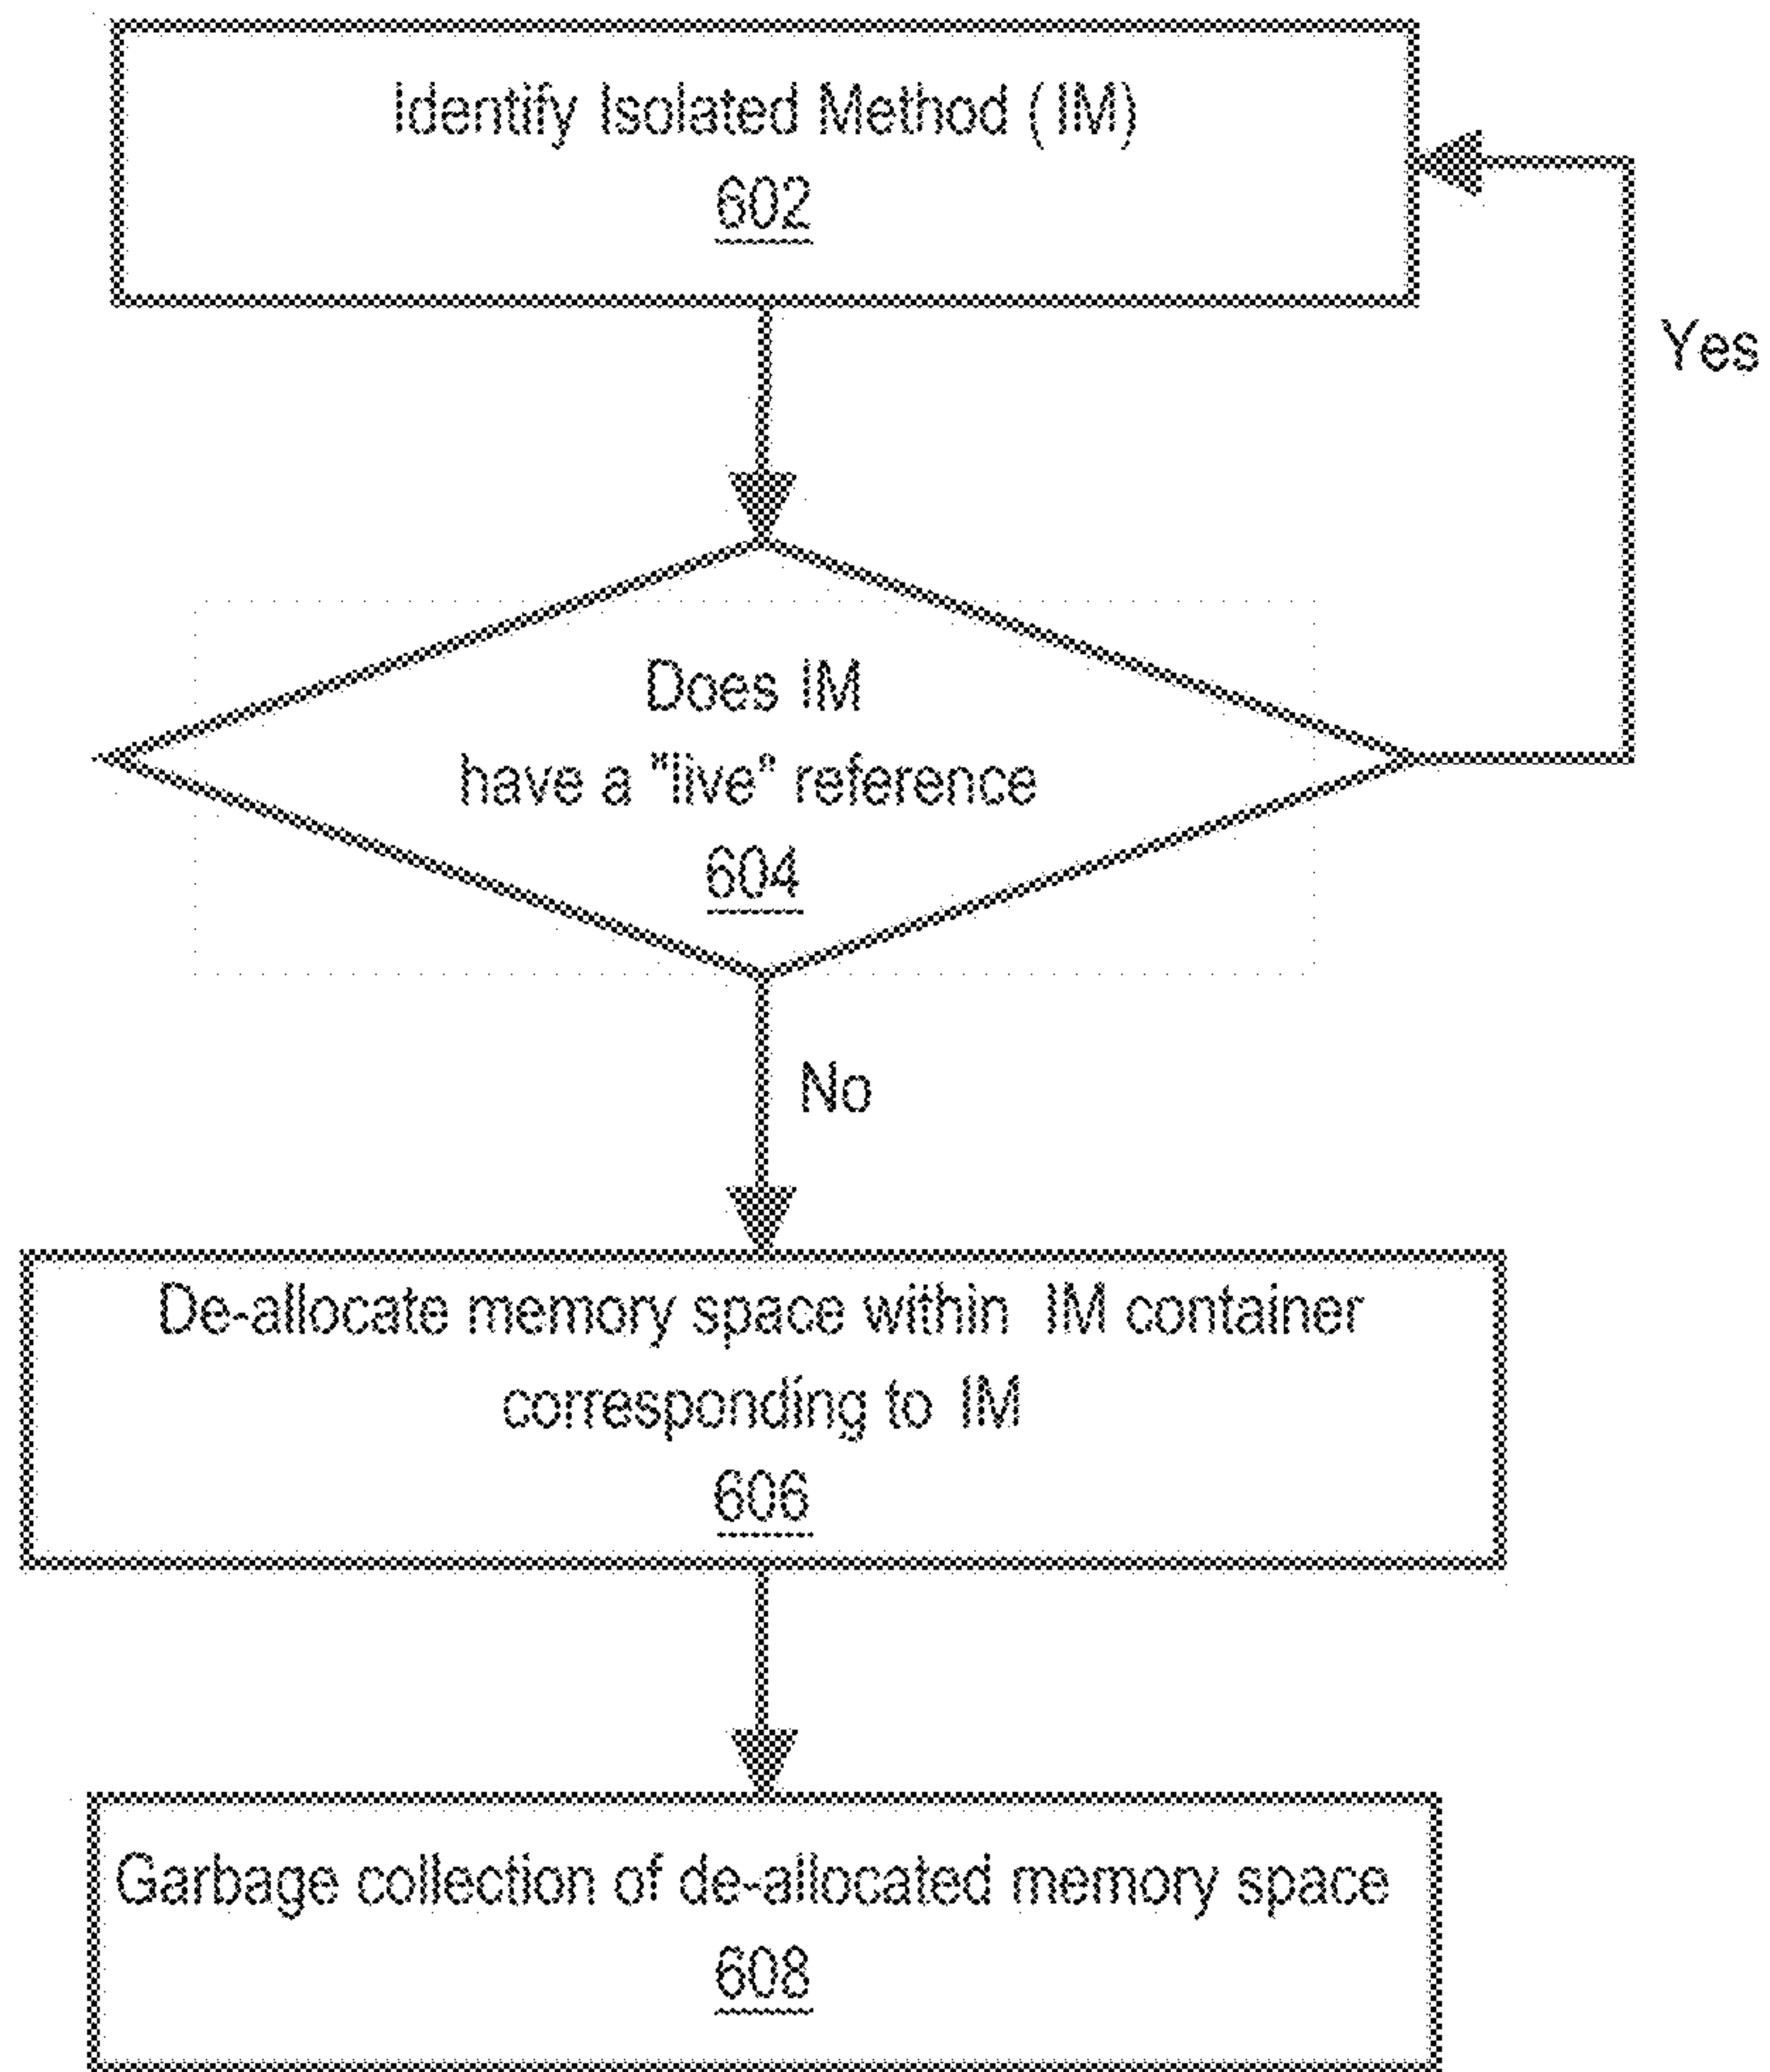 Identify Isolated Method (IM)
602
Yes
Does IM
have a "live" reference
604
No
De-allocate memory space within IM container
corresponding to IM
606
Garbage collection of de-allocated memory space
608